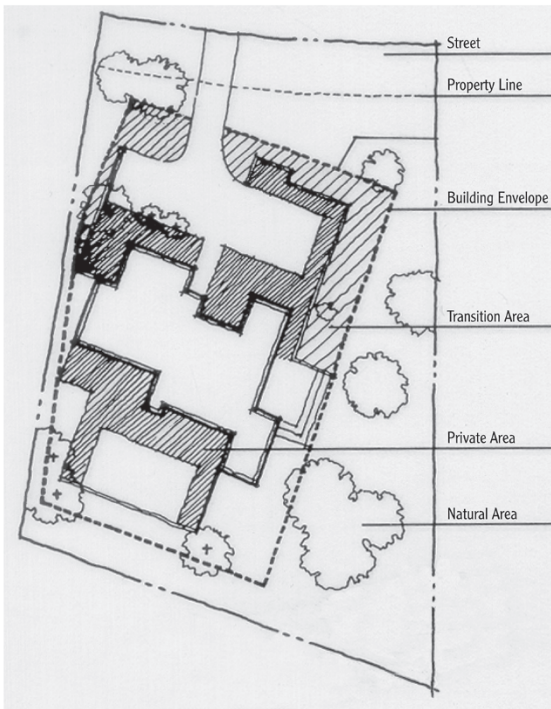 Street
Property Line
Building Envelope
Transition Area
Private Area
Natural Area